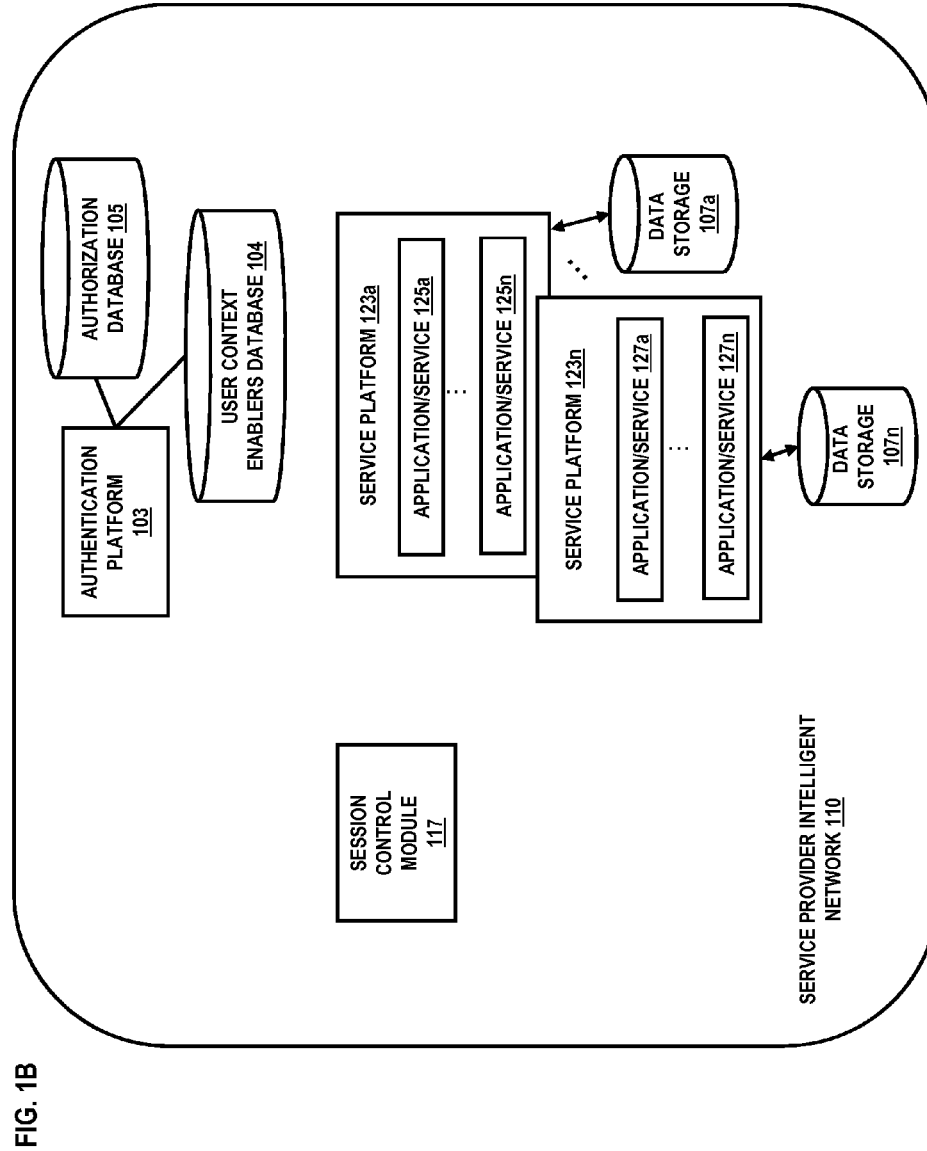 FIG. 1B
AUTHENTICATION
PLATFORM
103
AUTHORIZATION
DATABASE 105
USER CONTEXT
ENABLERS DATABASE 104
SESSION
CONTROL
MODULE
117
SERVICE PLATFORM 123a
APPLICATION/SERVICE 125a
...
APPLICATION/SERVICE 125n
SERVICE PLATFORM 123n
APPLICATION/SERVICE 127a
...
APPLICATION/SERVICE 127n
...
DATA
STORAGE
107a
DATA
STORAGE
107n
SERVICE PROVIDER INTELLIGENT
NETWORK 110